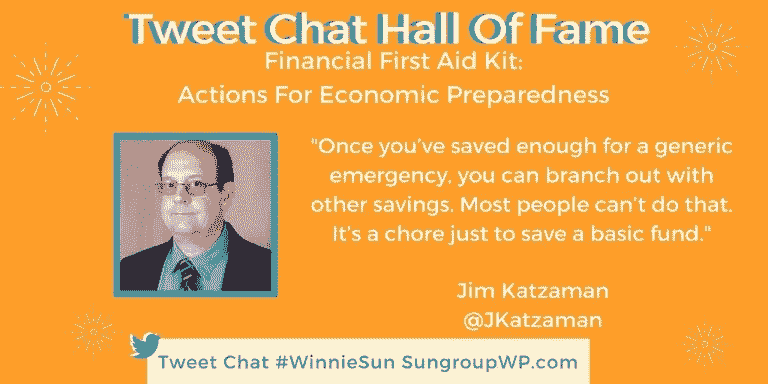 Tweet Chat Hall Of Fame
Financial First Aid Kit:
Actions For Economic Preparedness
"Once you've saved enough for a generic
emergency, you can branch out with
other savings. Most people can't do that.
It's a chore just to save a basic fund."
Jim Katzaman
@JKatzaman
Tweet Chat #WinnieSun SungroupWP.com